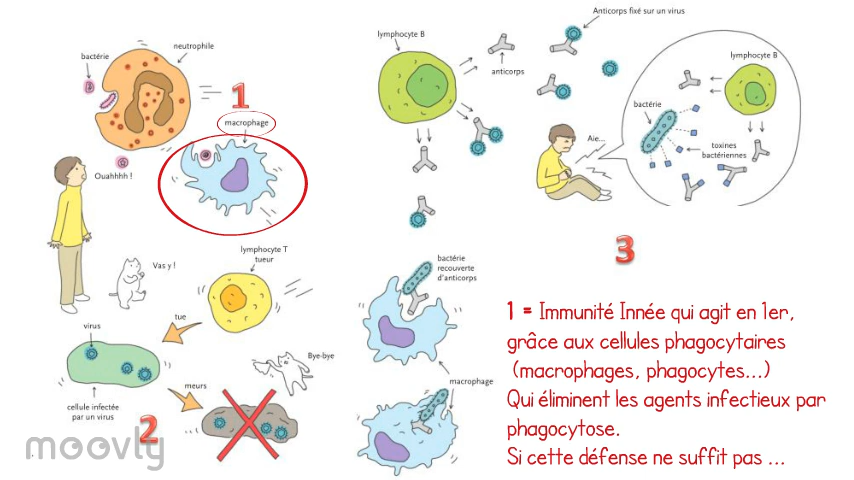 bactérie
neutrophile
1
macrophage
Ouahhhh !
lymphocyte T
tueur
Vas y !
tue
virus
Bye-bye
meurs
cellule infectée
par un virus
2
moovly
lymphocyte B
anticorps
Anticorps fixé sur un virus
lymphocyte B
bactérie
Aie...
toxines
bactériennes
3
bactérie
recouverte
d'anticorps
macrophage
1 = Immunité Innée qui agit en 1er,
grâce aux cellules phagocytaires
(macrophages, phagocytes...)
Qui éliminent les agents infectieux par
phagocytose.
Si cette défense ne suffit pas ...